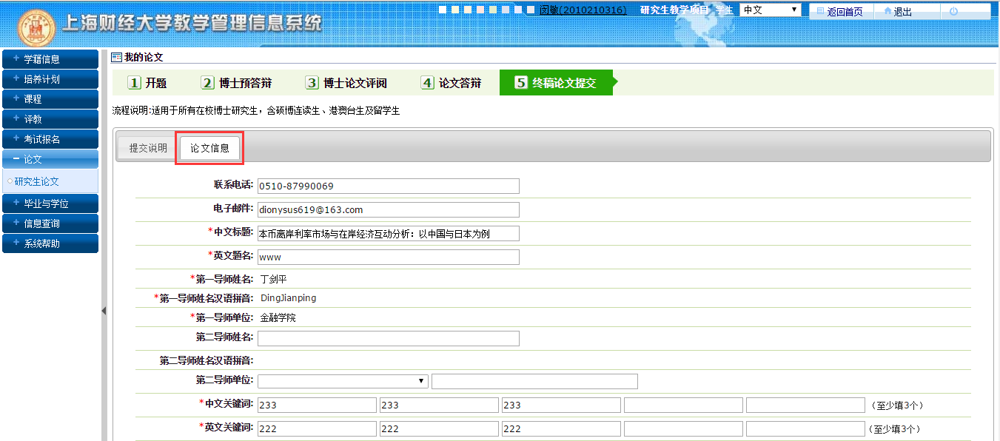 上海财经大学教学管理信息系统
闵敏(2010210316) 研究生教学项目 学生 中文 返回首页 退出
学籍信息
培养计划
课程
评教
考试报名
论文
研究生论文
毕业与学位
信息查询
系统帮助
我的论文
1 开题 2 博士预答辩 3 博士论文评阅 4 论文答辩 5 终稿论文提交
流程说明:适用于所有在校博士研究生，含硕博连读生、港澳台生及留学生
提交说明 论文信息
联系电话: 0510-87990069
电子邮件: dionysus619@163.com
*中文标题: 本币离岸利率市场与在岸经济互动分析：以中国与日本为例
*英文题名: www
*第一导师姓名: 丁剑平
*第一导师姓名汉语拼音: DingJianping
*第一导师单位: 金融学院
第二导师姓名:
第二导师姓名汉语拼音:
第二导师单位:
*中文关键词: 233 233 233 （至少填3个）
*英文关键词: 222 222 222 （至少填3个）